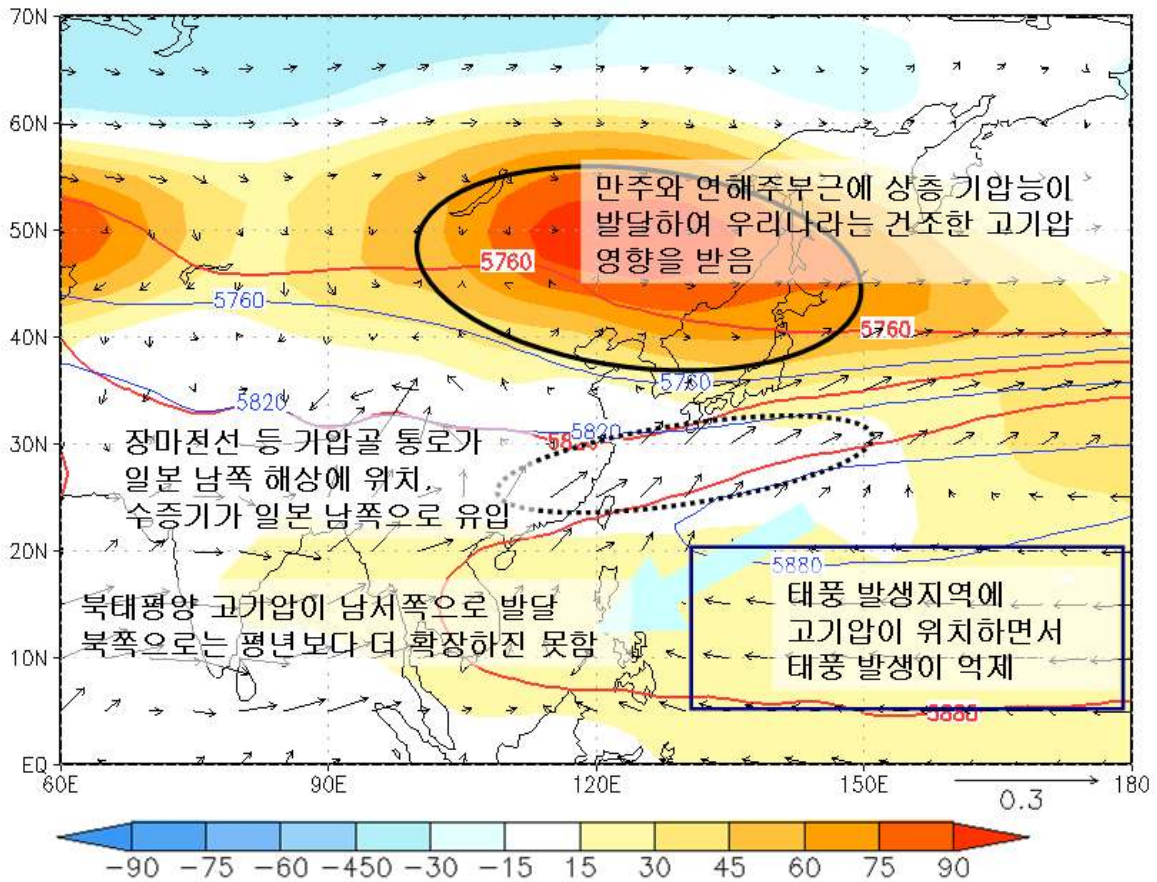 70N
60N
50N
40N
30N
20N
10N
EQ
만주와 연해주부근에 상층 기압능이
발달하여 우리나라는 건조한 고기압
영향을 받음
5760
5760
5760
5760
5820
5820
58
장마전선 등 기압골 통로가
일본 남쪽 해상에 위치,
수증기가 일본 남쪽으로 유입
5880
북태평양 고기압이 남서쪽으로 발달
북쪽으로는 평년보다 더 확장하진 못함
태풍 발생지역에
고기압이 위치하면서
태풍 발생이 억제
5880
60E 90E 120E 150E 180
0.3
-90 -75 -60 -450 -30 -15 15 30 45 60 75 90